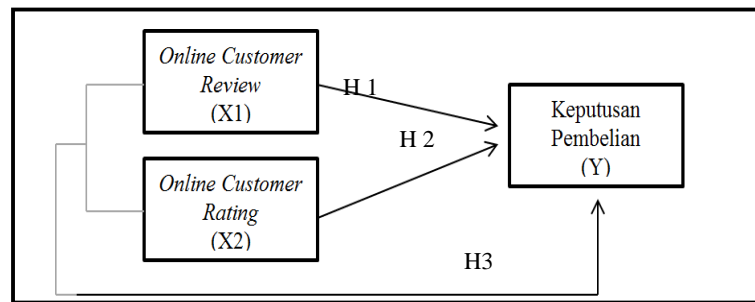 Online Customer
Review
(X1)
H 1
H 2
Keputusan
Pembelian
(Y)
Online Customer
Rating
(X2)
H3